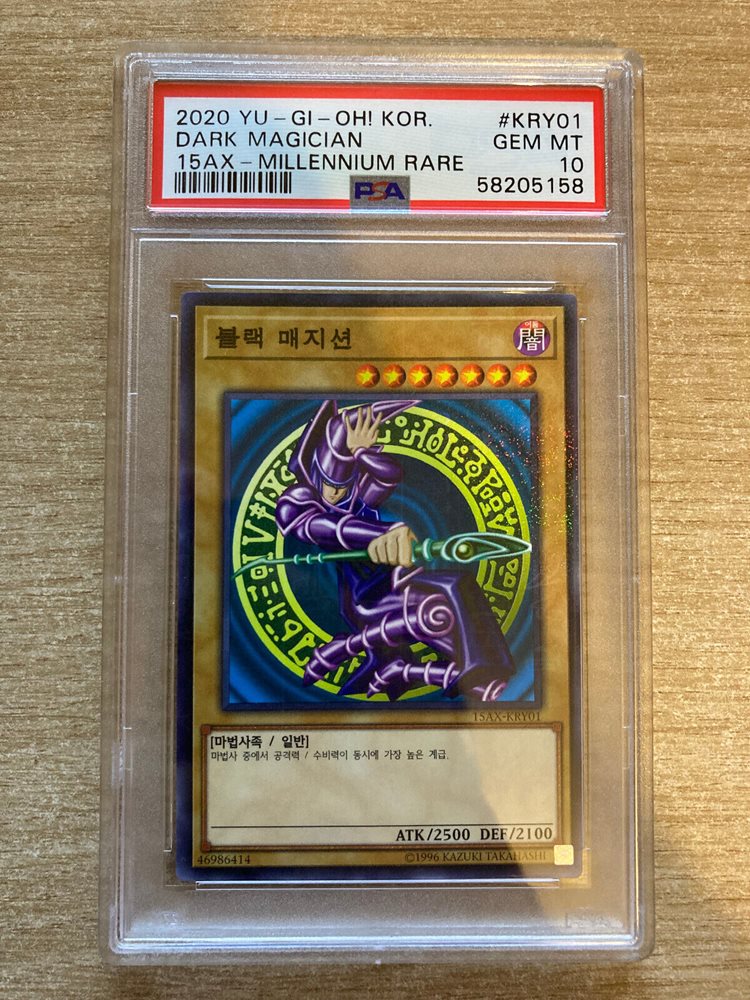 2020 YU-GI-OH! KOR. #KRY01
DARK MAGICIAN GEM MT
15AX-MILLENNIUM RARE 10
PSA 58205158
블랙 매지션
어둠
闇
15AX-KRY01
[마법사족 / 일반]
마법사 중에서 공격력 / 수비력이 동시에 가장 높은 계급.
ATK/2500 DEF/2100
46986414 ©1996 KAZUKI TAKAHASHI